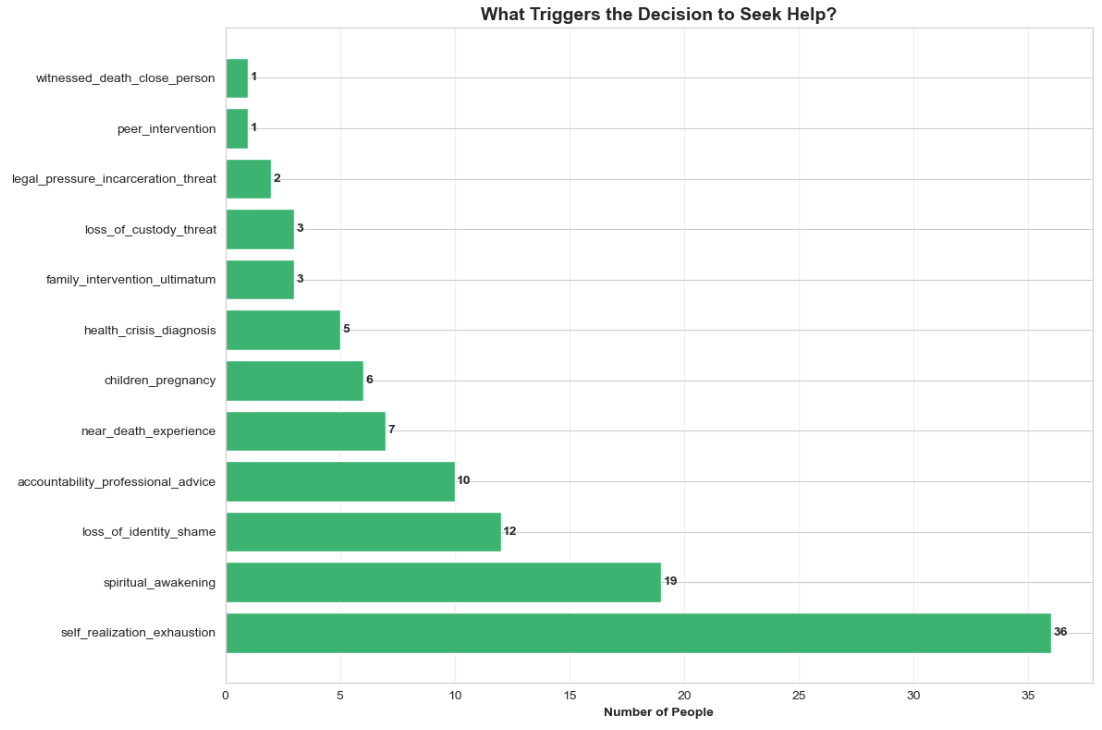 What Triggers the Decision to Seek Help?
witnessed_death_close_person 1
peer_intervention 1
legal_pressure_incarceration_threat 2
loss_of_custody_threat 3
family_intervention_ultimatum 3
health_crisis_diagnosis 5
children_pregnancy 6
near_death_experience 7
accountability_professional_advice 10
loss_of_identity_shame 12
spiritual_awakening 19
self_realization_exhaustion 36
0 5 10 15 20 25 30 35
Number of People